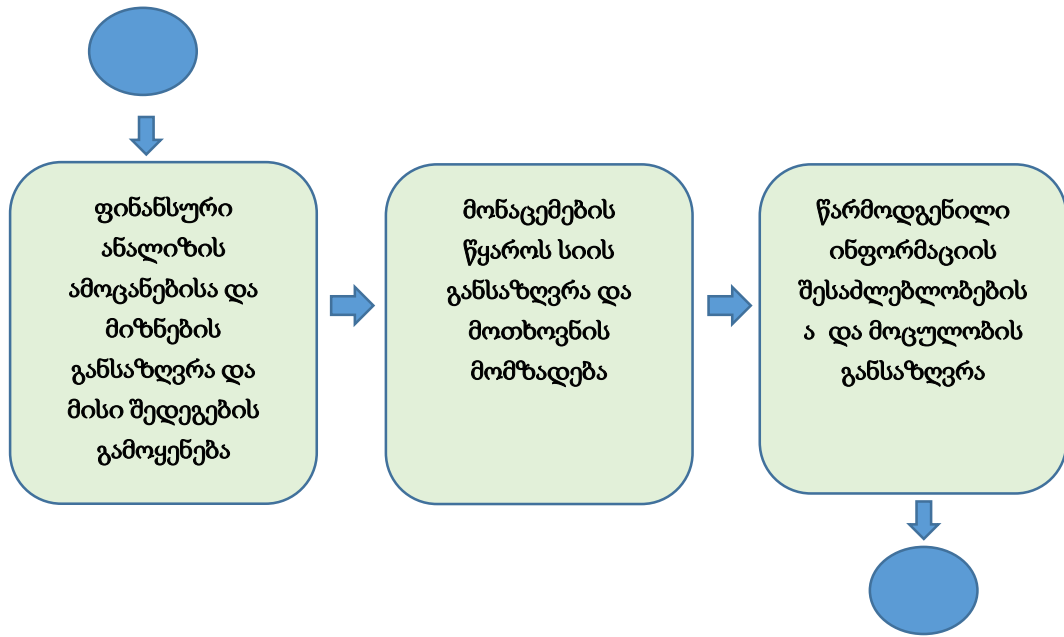 ფინანსური
ანალიზის
ამოცანებისა და
მიზნების
განსაზღვრა და
მისი შედეგების
გამოყენება
მონაცემების
წყაროს სიის
განსაზღვრა და
მოთხოვნის
მომზადება
წარმოდგენილი
ინფორმაციის
შესაძლებლობების
ა და მოცულობის
განსაზღვრა